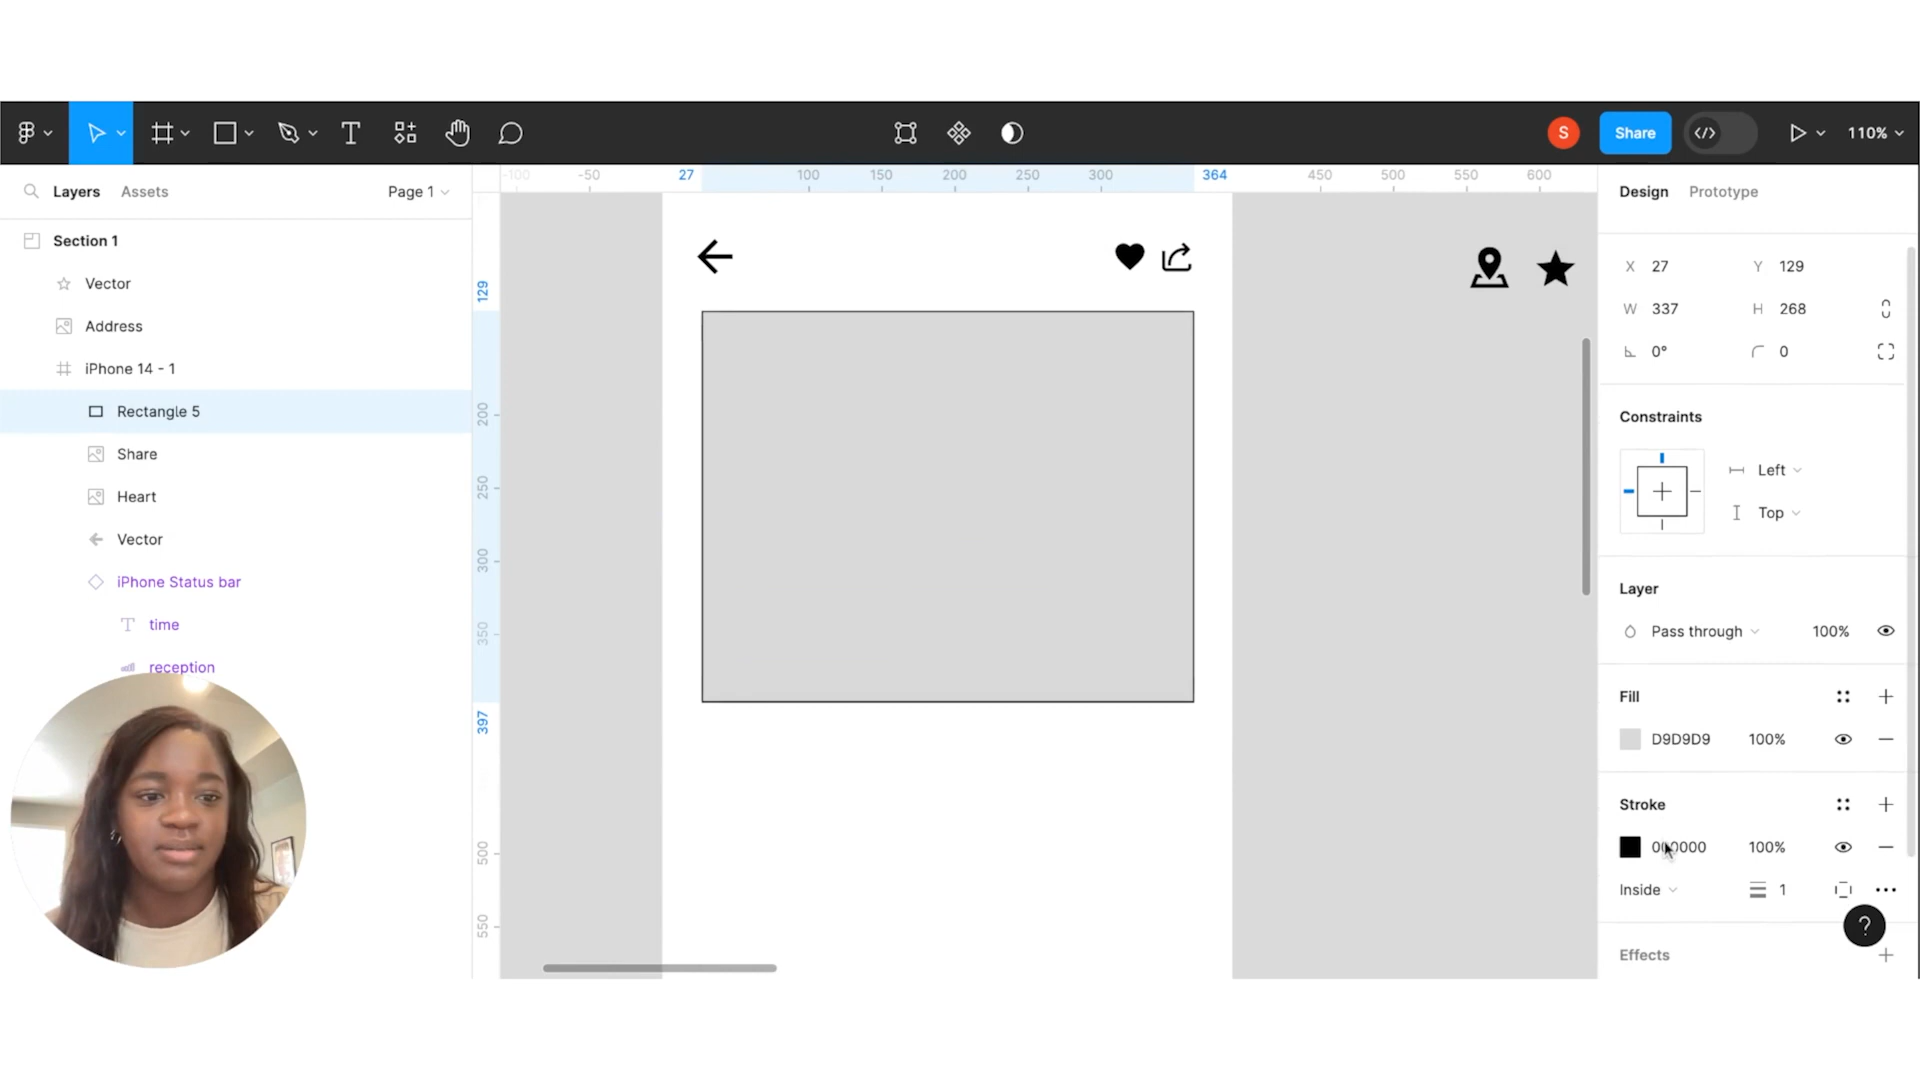 S
Share
110%
Layers
Assets
Page 1
-100
-50
27
100
150
200
250
300
364
450
500
550
600
Design
Prototype
Section 1
Vector
Address
iPhone 14 - 1
Rectangle 5
Share
Heart
Vector
iPhone Status bar
T time
reception
129
200
250
300
350
397
500
550
X 27
Y 129
W 337
H 268
0°
0
Constraints
Left
Top
Layer
Pass through
100%
Fill
D9D9D9
100%
Stroke
000000
100%
Inside
1
?
Effects